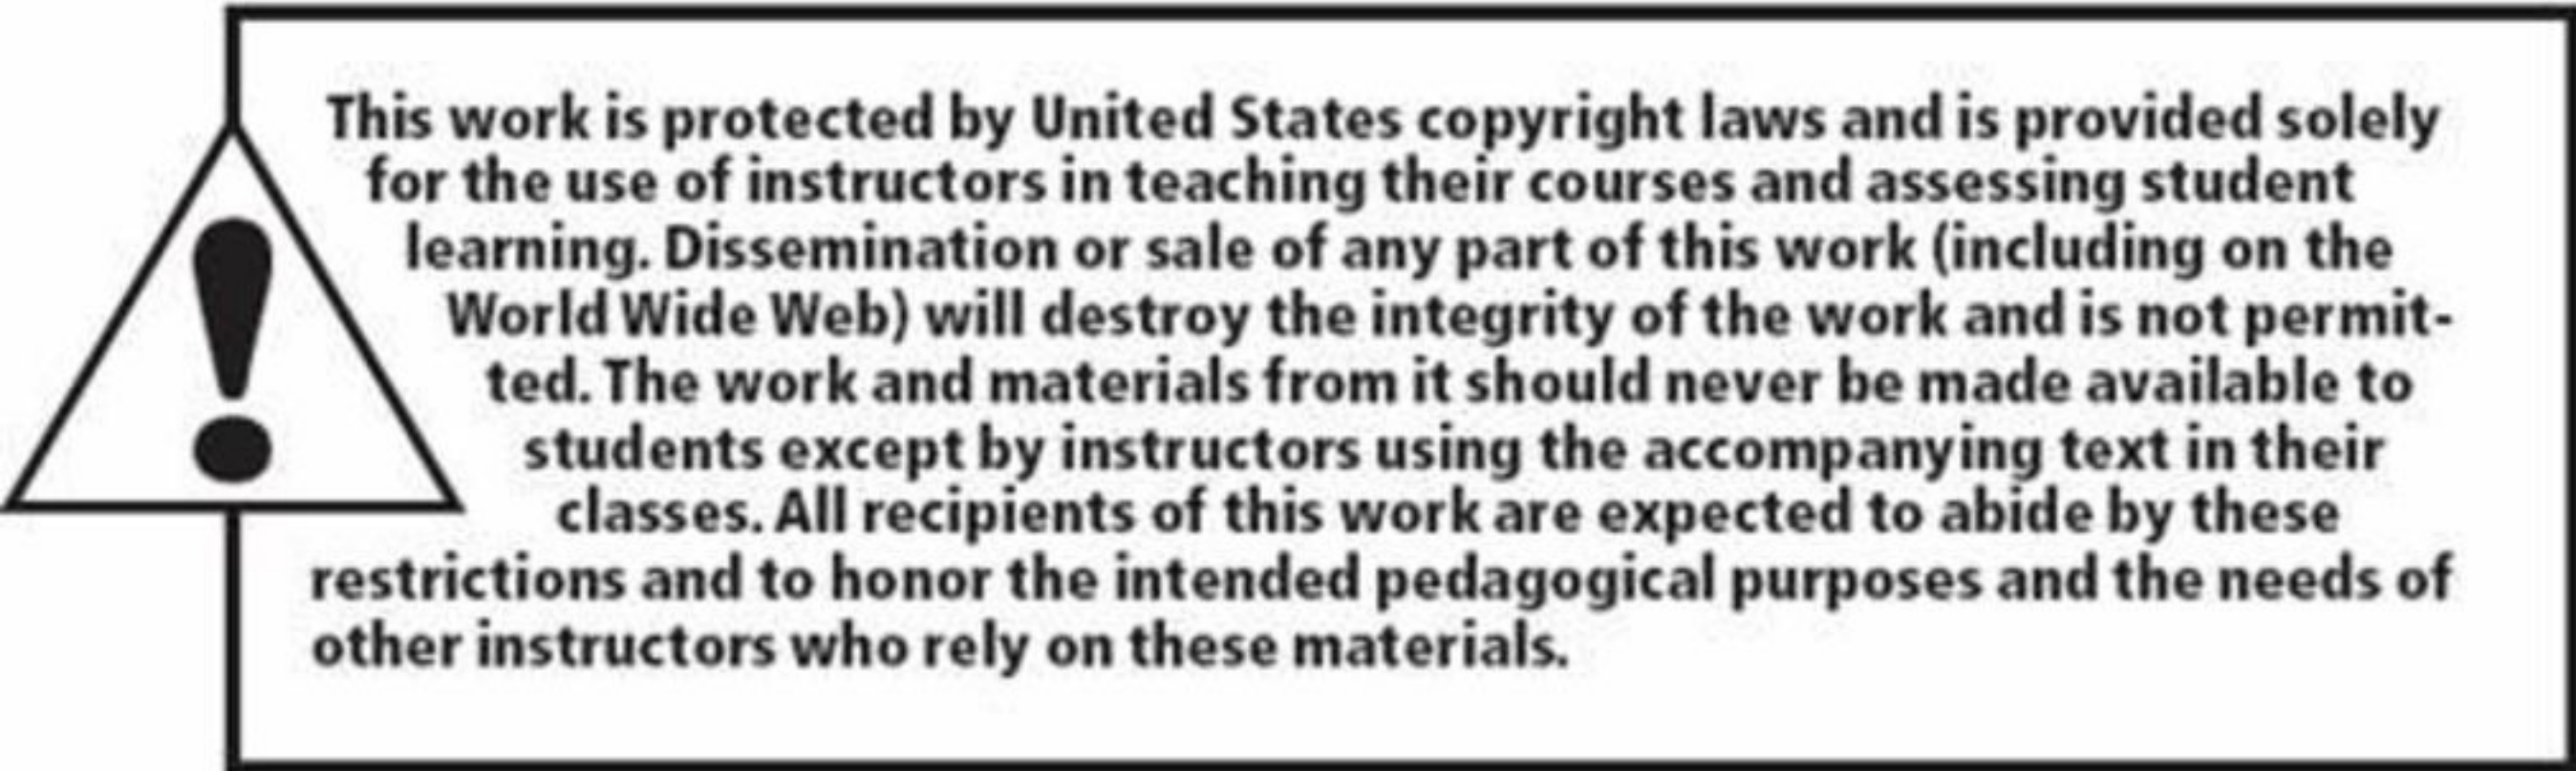 This work is protected by United States copyright laws and is provided solely
for the use of instructors in teaching their courses and assessing student
learning. Dissemination or sale of any part of this work (including on the
World Wide Web) will destroy the integrity of the work and is not permit-
ted. The work and materials from it should never be made available to
students except by instructors using the accompanying text in their
classes. All recipients of this work are expected to abide by these
restrictions and to honor the intended pedagogical purposes and the needs of
other instructors who rely on these materials.